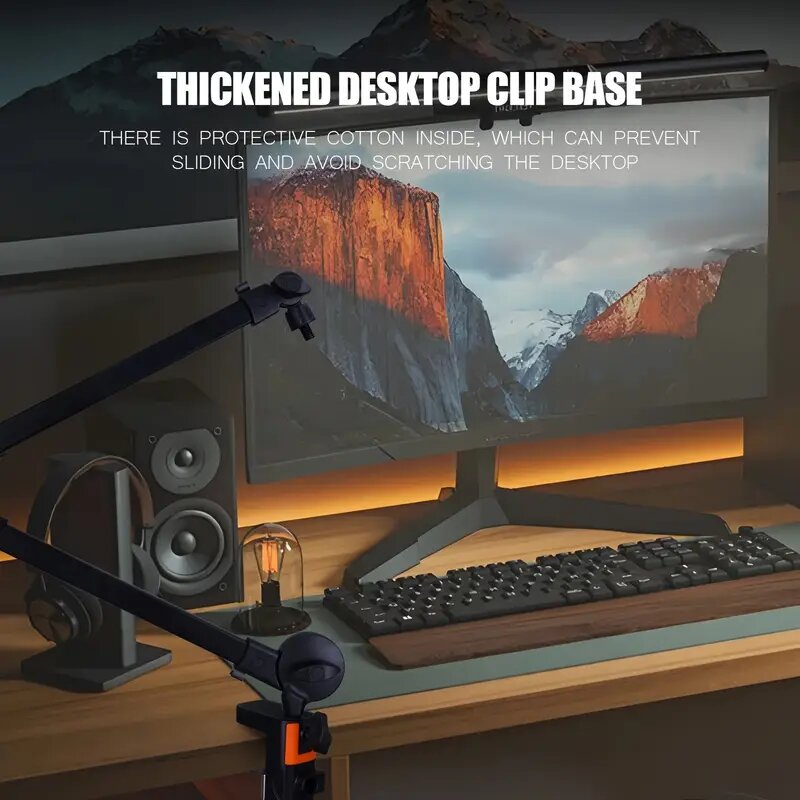 THICKENED DESKTOP CLIP BASE
THERE IS PROTECTIVE COTTON INSIDE, WHICH CAN PREVENT
SLIDING AND AVOID SCRATCHING THE DESKTOP